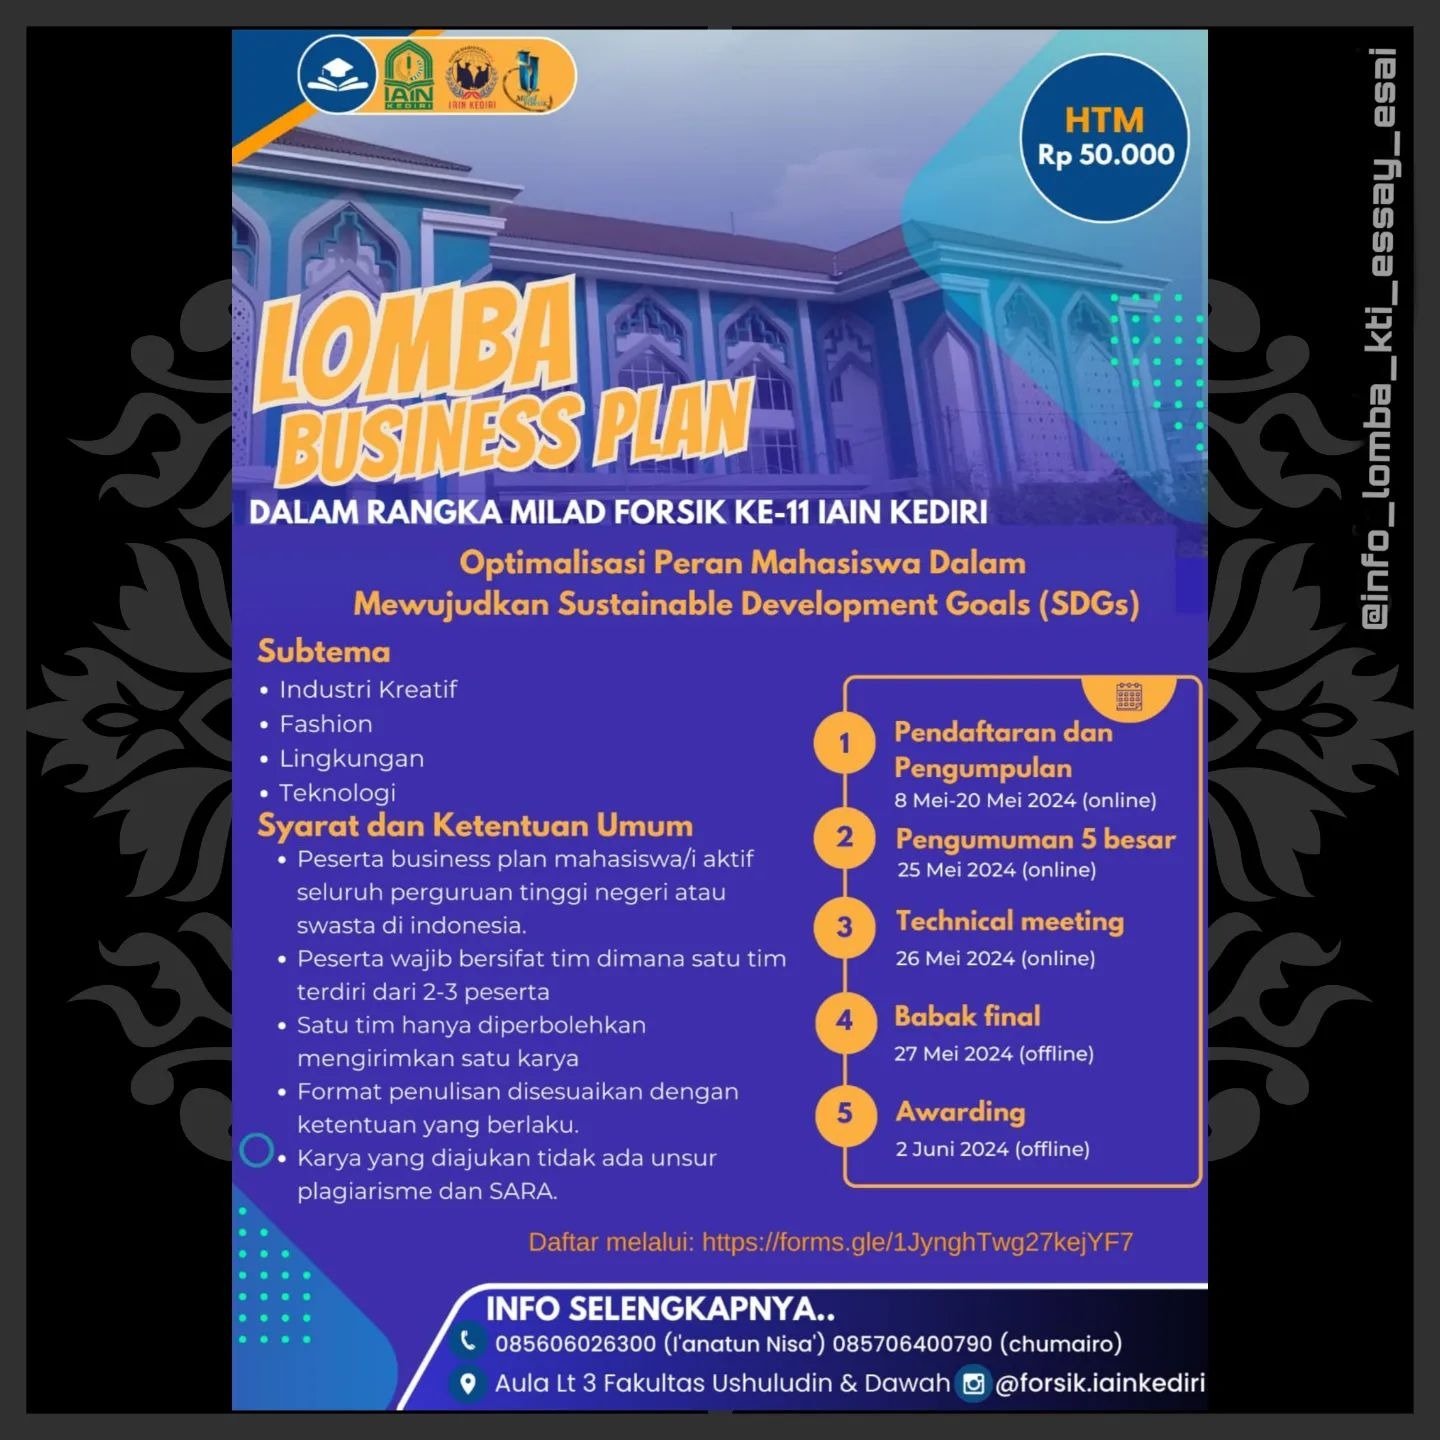 IAIN
KEDIRI
IAIN KEDIRI
HTM
Rp 50.000
@info_lomba_kti_essay_esai
LOMBA
BUSINESS PLAN
DALAM RANGKA MILAD FORSIK KE-11 IAIN KEDIRI
Optimalisasi Peran Mahasiswa Dalam
Mewujudkan Sustainable Development Goals (SDGs)
Subtema
• Industri Kreatif
• Fashion
• Lingkungan
• Teknologi
Syarat dan Ketentuan Umum
• Peserta business plan mahasiswa/i aktif
seluruh perguruan tinggi negeri atau
swasta di indonesia.
• Peserta wajib bersifat tim dimana satu tim
terdiri dari 2-3 peserta
• Satu tim hanya diperbolehkan
mengirimkan satu karya
• Format penulisan disesuaikan dengan
ketentuan yang berlaku.
• Karya yang diajukan tidak ada unsur
plagiarisme dan SARA.
1 Pendaftaran dan
Pengumpulan
8 Mei-20 Mei 2024 (online)
2 Pengumuman 5 besar
25 Mei 2024 (online)
3 Technical meeting
26 Mei 2024 (online)
4 Babak final
27 Mei 2024 (offline)
5 Awarding
2 Juni 2024 (offline)
Daftar melalui: https://forms.gle/1JynghTwg27kejYF7
INFO SELENGKAPNYA..
085606026300 (I'anatun Nisa') 085706400790 (chumairo)
Aula Lt 3 Fakultas Ushuludin & Dawah @forsik.iainkediri